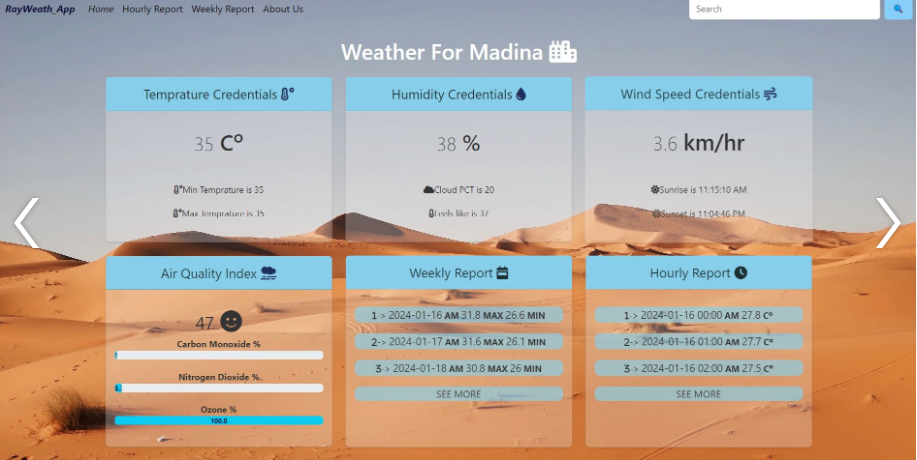 RayWeath_App Home Hourly Report Weekly Report About Us Search
Weather For Madina
Temprature Credentials
35 C°
Min Temprature is 35
Max Temprature is 35
Humidity Credentials
38 %
Cloud PCT is 20
Feels like is 37
Wind Speed Credentials
3.6 km/hr
Sunrise is 11:15:10 AM
Sunset is 11:04:46 PM
Air Quality Index
47
Carbon Monoxide %
Nitrogen Dioxide %.
Ozone %
100.0
Weekly Report
1-> 2024-01-16 AM 31.8 MAX 26.6 MIN
2-> 2024-01-17 AM 31.6 MAX 26.1 MIN
3-> 2024-01-18 AM 30.8 MAX 26 MIN
SEE MORE
Hourly Report
1-> 2024-01-16 00:00 AM 27.8 C°
2-> 2024-01-16 01:00 AM 27.7 C°
3-> 2024-01-16 02:00 AM 27.5 C°
SEE MORE